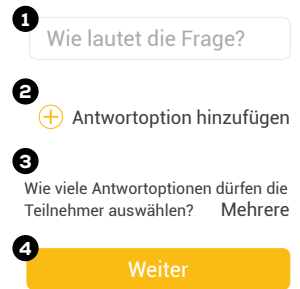 1
Wie lautet die Frage?
2
Antwortoption hinzufügen
3
Wie viele Antwortoptionen dürfen die
Teilnehmer auswählen? Mehrere
4
Weiter